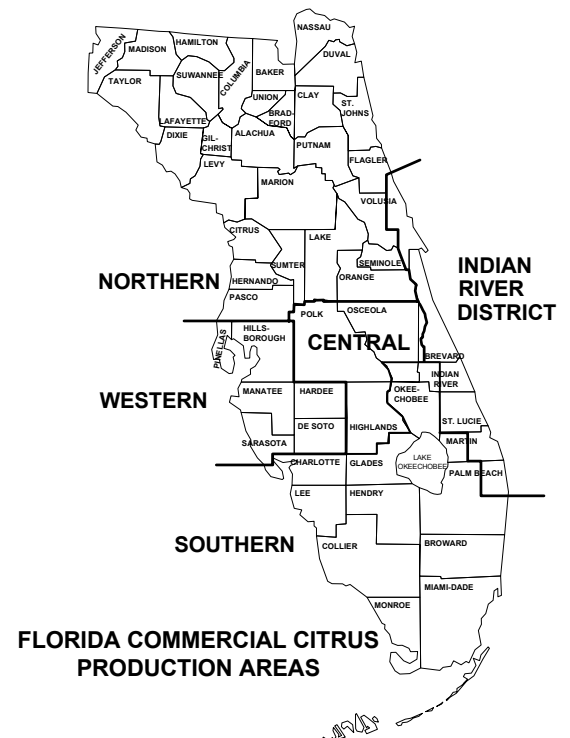 NASSAU
JEFFERSON
MADISON
HAMILTON
DUVAL
TAYLOR
SUWANNEE
COLUMBIA
BAKER
UNION
CLAY
ST.
JOHNS
LAFAYETTE
BRAD-
FORD
DIXIE
GIL-
CHRIST
ALACHUA
PUTNAM
LEVY
FLAGLER
MARION
VOLUSIA
CITRUS
LAKE
SUMTER
SEMINOLE
ORANGE
HERNANDO
PASCO
NORTHERN
INDIAN
RIVER
DISTRICT
POLK
OSCEOLA
PINELLAS
HILLS-
BOROUGH
CENTRAL
BREVARD
INDIAN
RIVER
WESTERN
MANATEE
HARDEE
OKEE-
CHOBEE
DE SOTO
HIGHLANDS
ST. LUCIE
SARASOTA
MARTIN
CHARLOTTE
GLADES
LAKE
OKEECHOBEE
PALM BEACH
LEE
HENDRY
SOUTHERN
COLLIER
BROWARD
MIAMI-DADE
MONROE
FLORIDA COMMERCIAL CITRUS
PRODUCTION AREAS